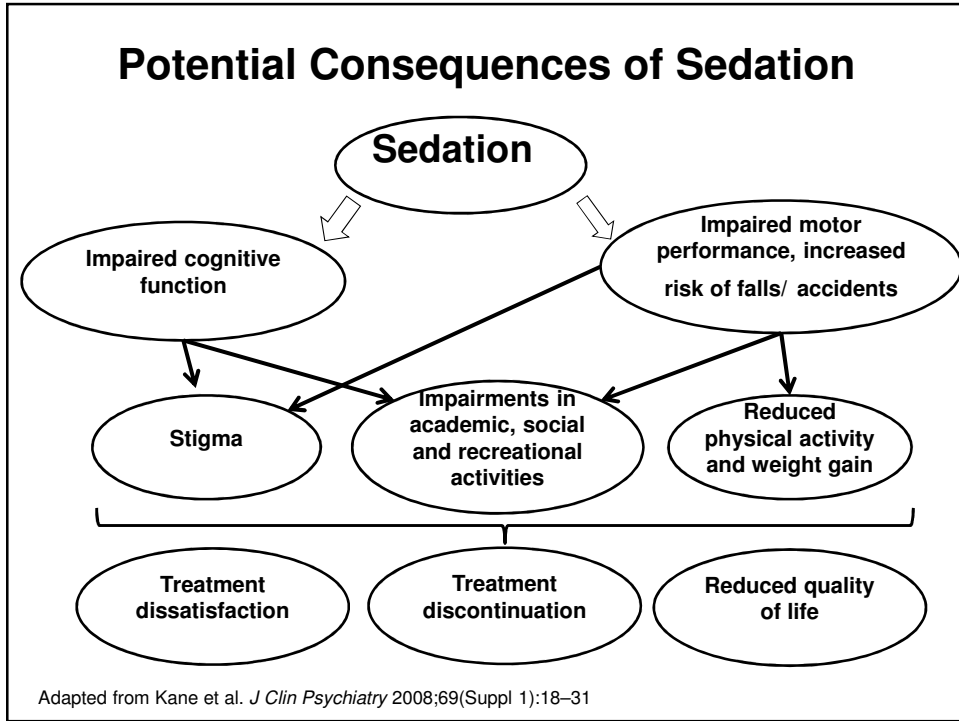 Potential Consequences of Sedation
Sedation
Impaired cognitive
function
Impaired motor
performance, increased
risk of falls/ accidents
Stigma
Impairments in
academic, social
and recreational
activities
Reduced
physical activity
and weight gain
Treatment
dissatisfaction
Treatment
discontinuation
Reduced quality
of life
Adapted from Kane et al. J Clin Psychiatry 2008;69(Suppl 1):18–31